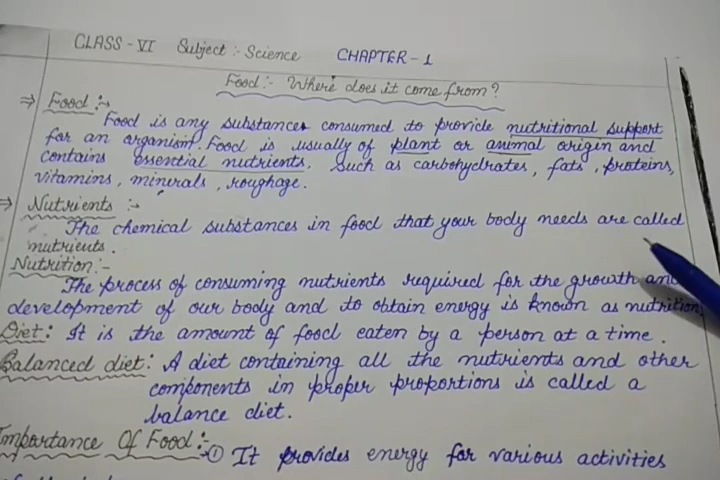 CLASS - VI Subject :- Science CHAPTER - 1
Food :- Where does it come from?
⇒ Food :-
Food is any substances consumed to provide nutritional support
for an organism. Food is usually of plant or animal origin and
contains essential nutrients. Such as carbohydrates, fats, proteins,
vitamins, minerals, roughage.
⇒ Nutrients :-
The chemical substances in food that your body needs are called
nutrients.
Nutrition :-
The process of consuming nutrients required for the growth and
development of our body and to obtain energy is known as nutrition.
Diet : It is the amount of food eaten by a person at a time.
Balanced diet : A diet containing all the nutrients and other
components in proper proportions is called a
balance diet.
Importance Of Food :- ① It provides energy for various activities